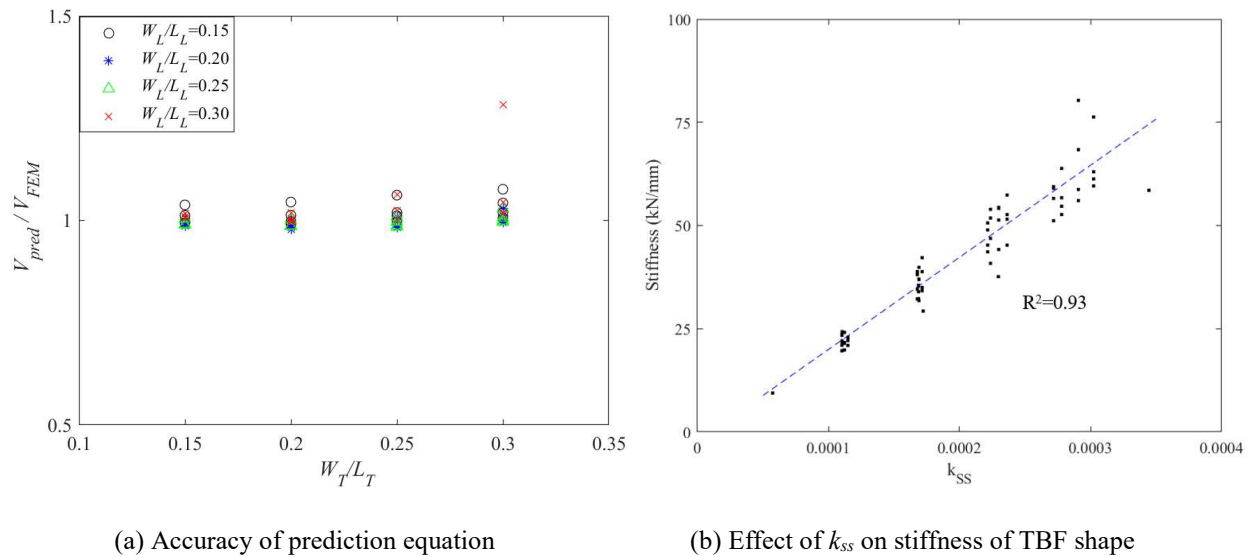 1.5
W_L/L_L=0.15
W_L/L_L=0.20
W_L/L_L=0.25
W_L/L_L=0.30
V_pred / V_FEM
1
0.5
0.1 0.15 0.2 0.25 0.3 0.35
W_T/L_T
(a) Accuracy of prediction equation
100
75
Stiffness (kN/mm)
50
R²=0.93
25
0
0 0.0001 0.0002 0.0003 0.0004
k_SS
(b) Effect of k_ss on stiffness of TBF shape